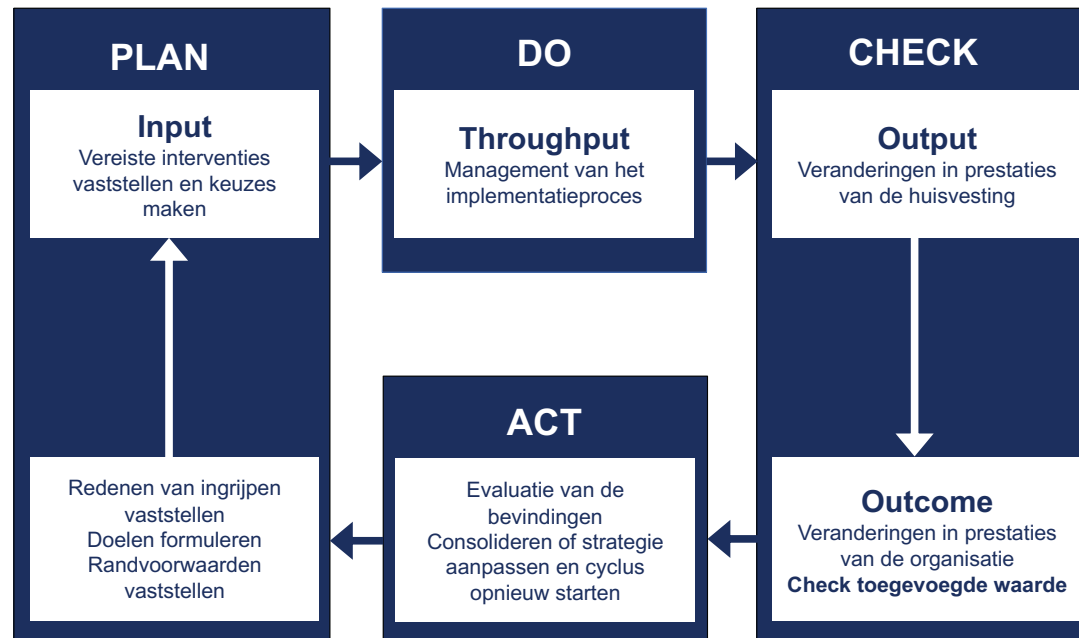 PLAN
Input
Vereiste interventies
vaststellen en keuzes
maken
Redenen van ingrijpen
vaststellen
Doelen formuleren
Randvoorwaarden
vaststellen
DO
Throughput
Management van het
implementatieproces
CHECK
Output
Veranderingen in prestaties
van de huisvesting
Outcome
Veranderingen in prestaties
van de organisatie
Check toegevoegde waarde
ACT
Evaluatie van de
bevindingen
Consolideren of strategie
aanpassen en cyclus
opnieuw starten